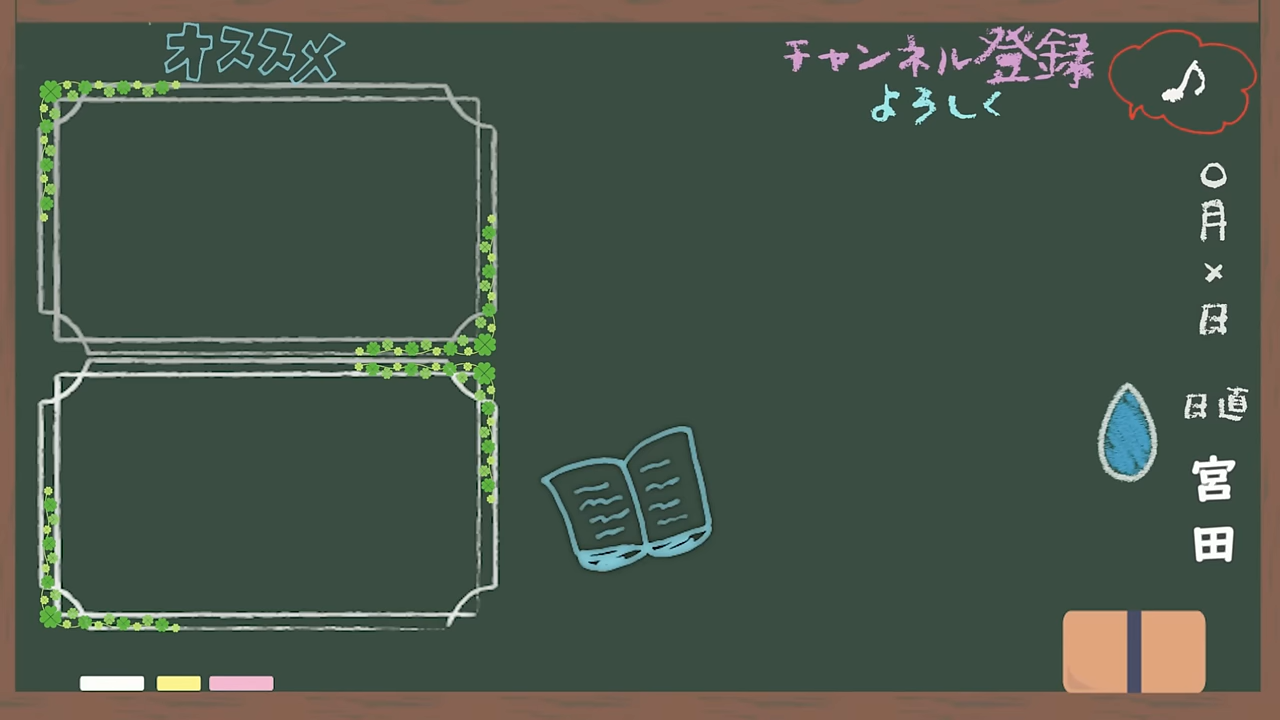 オススメ
チャンネル登録
よろしく
〇月×日
日直
宮田